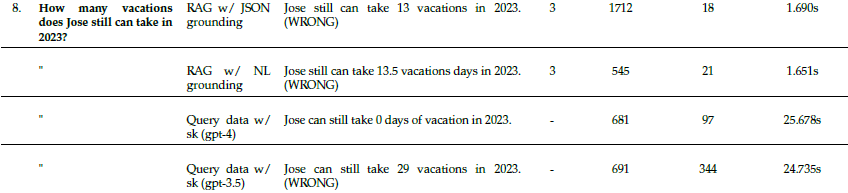 8. How many vacations RAG w/ JSON Jose still can take 13 vacations in 2023. 3 1712 18 1.690s
does Jose still can take in grounding (WRONG)
2023?
" RAG w/ NL Jose still can take 13.5 vacations days in 2023. 3 545 21 1.651s
grounding (WRONG)
" Query data w/ Jose can still take 0 days of vacation in 2023. - 681 97 25.678s
sk (gpt-4)
" Query data w/ Jose can still take 29 vacations in 2023. - 691 344 24.735s
sk (gpt-3.5) (WRONG)